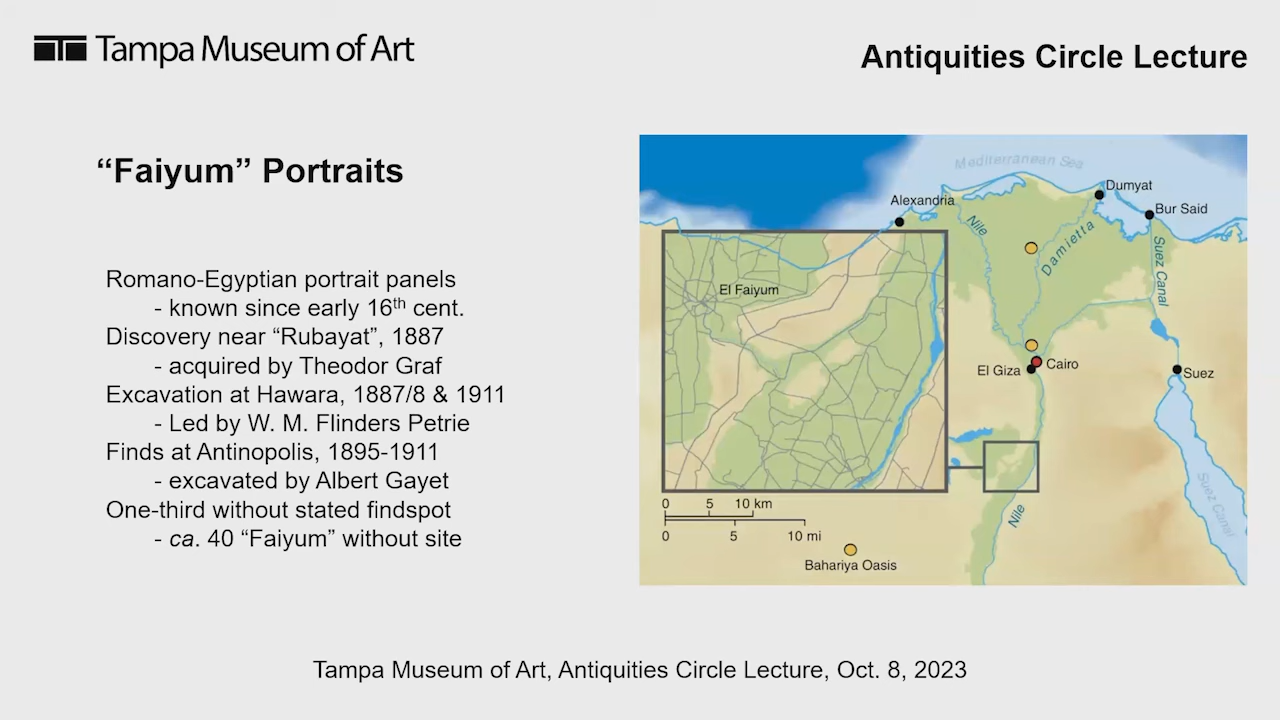 Tampa Museum of Art
Antiquities Circle Lecture
“Faiyum” Portraits
Romano-Egyptian portrait panels
- known since early 16th cent.
Discovery near “Rubayat”, 1887
- acquired by Theodor Graf
Excavation at Hawara, 1887/8 & 1911
- Led by W. M. Flinders Petrie
Finds at Antinopolis, 1895-1911
- excavated by Albert Gayet
One-third without stated findspot
- ca. 40 “Faiyum” without site
Mediterranean Sea
Dumyat
Alexandria
Bur Said
Nile
Damietta
Suez Canal
El Faiyum
El Giza
Cairo
Suez
Suez Canal
Nile
0 5 10 km
0 5 10 mi
Bahariya Oasis
Tampa Museum of Art, Antiquities Circle Lecture, Oct. 8, 2023